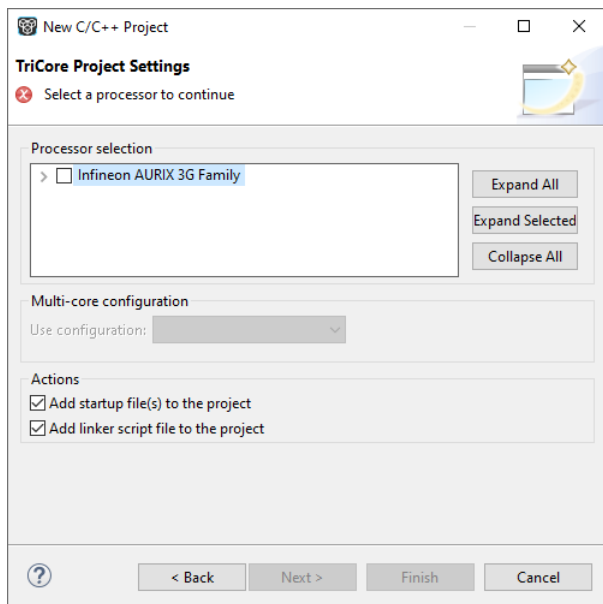 New C/C++ Project
TriCore Project Settings
Select a processor to continue
Processor selection
Infineon AURIX 3G Family
Expand All
Expand Selected
Collapse All
Multi-core configuration
Use configuration:
Actions
Add startup file(s) to the project
Add linker script file to the project
?
< Back
Next >
Finish
Cancel